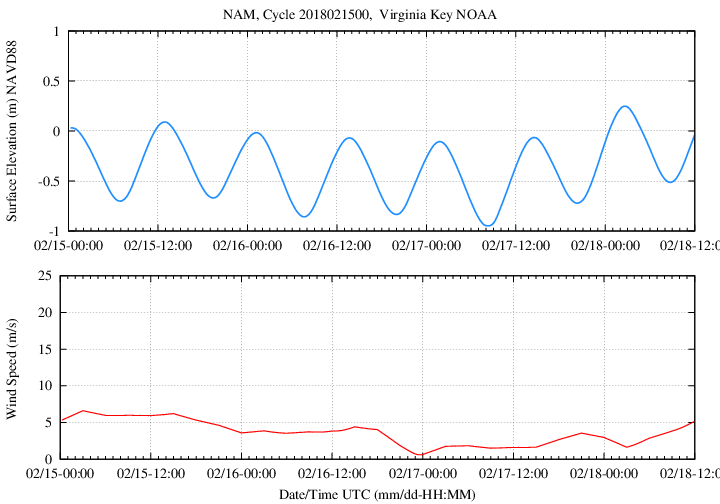 NAM, Cycle 2018021500,  Virginia Key NOAA
Surface Elevation (m) NAVD88
1
0.5
0
-0.5
-1
02/15-00:00 02/15-12:00 02/16-00:00 02/16-12:00 02/17-00:00 02/17-12:00 02/18-00:00 02/18-12:00
Wind Speed (m/s)
25
20
15
10
5
0
02/15-00:00 02/15-12:00 02/16-00:00 02/16-12:00 02/17-00:00 02/17-12:00 02/18-00:00 02/18-12:0
Date/Time UTC (mm/dd-HH:MM)